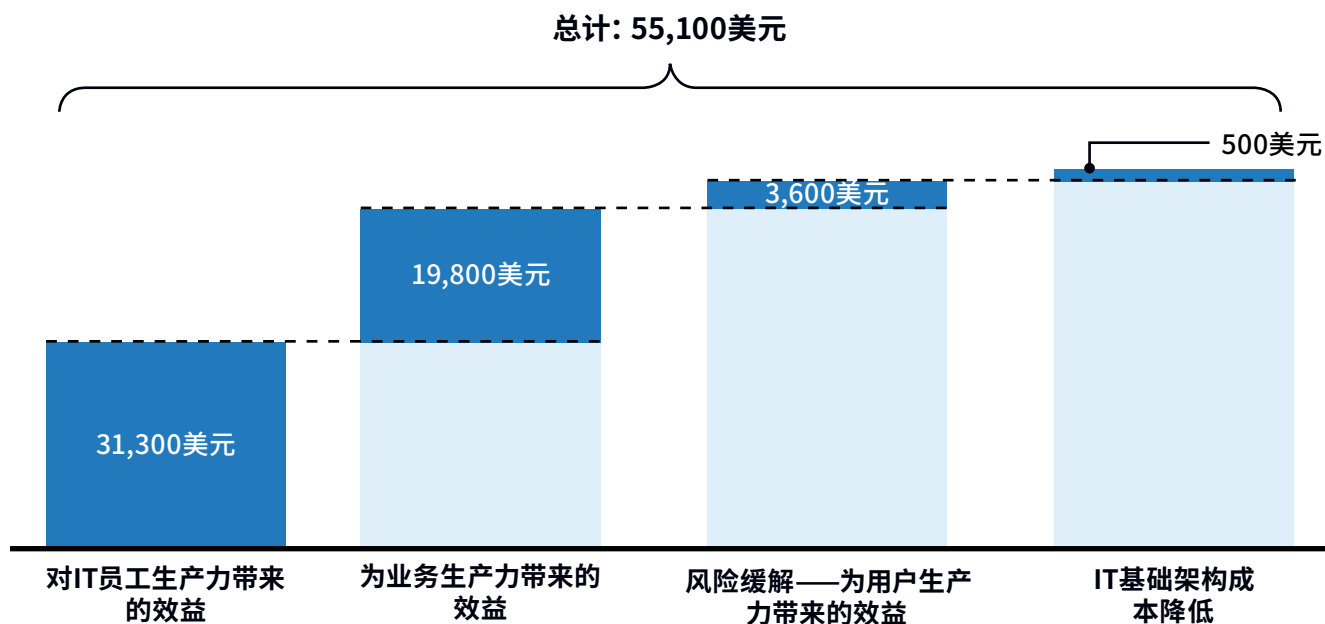 总计：55,100美元
500美元
3,600美元
19,800美元
31,300美元
对IT员工生产力带来
的效益
为业务生产力带来的
效益
风险缓解——为用户生产
力带来的效益
IT基础架构成
本降低